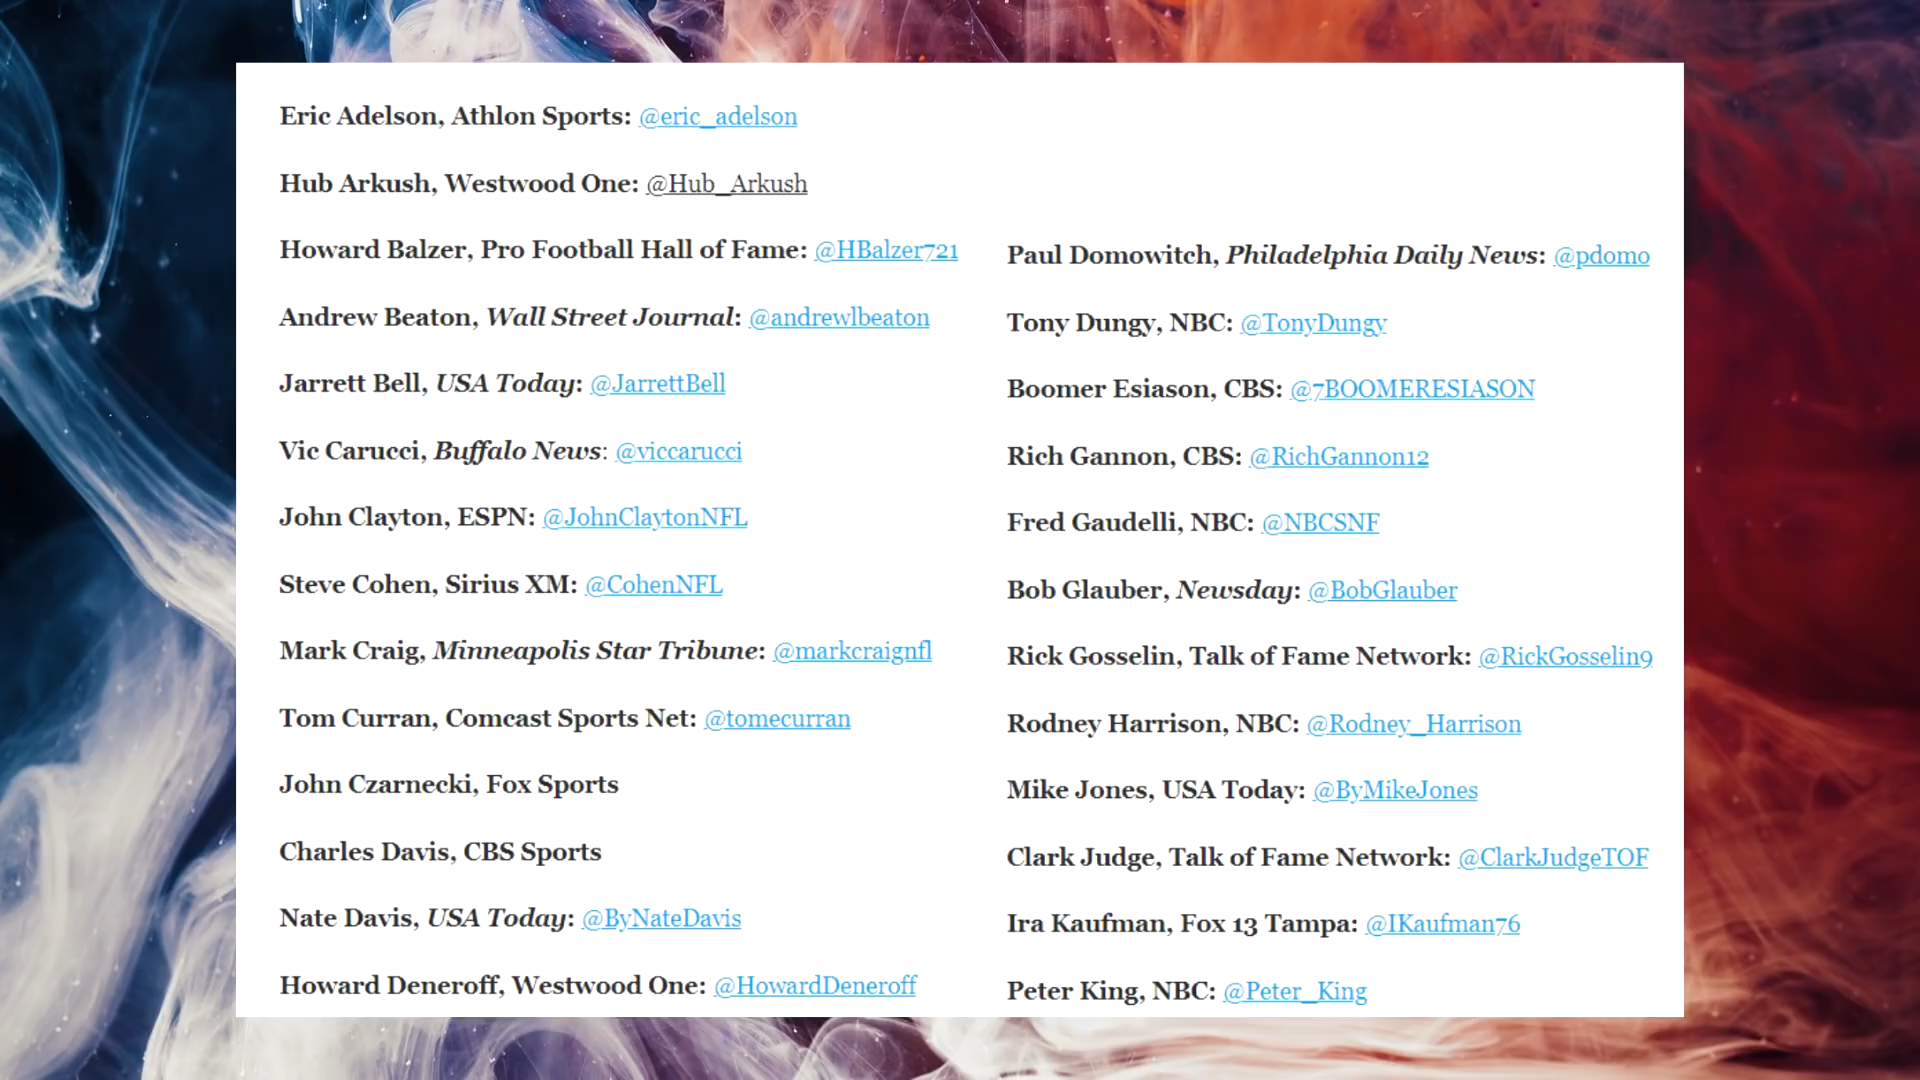 Eric Adelson, Athlon Sports: @eric_adelson
Hub Arkush, Westwood One: @Hub_Arkush
Howard Balzer, Pro Football Hall of Fame: @HBalzer721
Andrew Beaton, Wall Street Journal: @andrewlbeaton
Jarrett Bell, USA Today: @JarrettBell
Vic Carucci, Buffalo News: @viccarucci
John Clayton, ESPN: @JohnClaytonNFL
Steve Cohen, Sirius XM: @CohenNFL
Mark Craig, Minneapolis Star Tribune: @markcraignfl
Tom Curran, Comcast Sports Net: @tomecurran
John Czarnecki, Fox Sports
Charles Davis, CBS Sports
Nate Davis, USA Today: @ByNateDavis
Howard Deneroff, Westwood One: @HowardDeneroff
Paul Domowitch, Philadelphia Daily News: @pdomo
Tony Dungy, NBC: @TonyDungy
Boomer Esiason, CBS: @7BOOMERESIASON
Rich Gannon, CBS: @RichGannon12
Fred Gaudelli, NBC: @NBCSNF
Bob Glauber, Newsday: @BobGlauber
Rick Gosselin, Talk of Fame Network: @RickGosselin9
Rodney Harrison, NBC: @Rodney_Harrison
Mike Jones, USA Today: @ByMikeJones
Clark Judge, Talk of Fame Network: @ClarkJudgeTOF
Ira Kaufman, Fox 13 Tampa: @IKaufman76
Peter King, NBC: @Peter_King